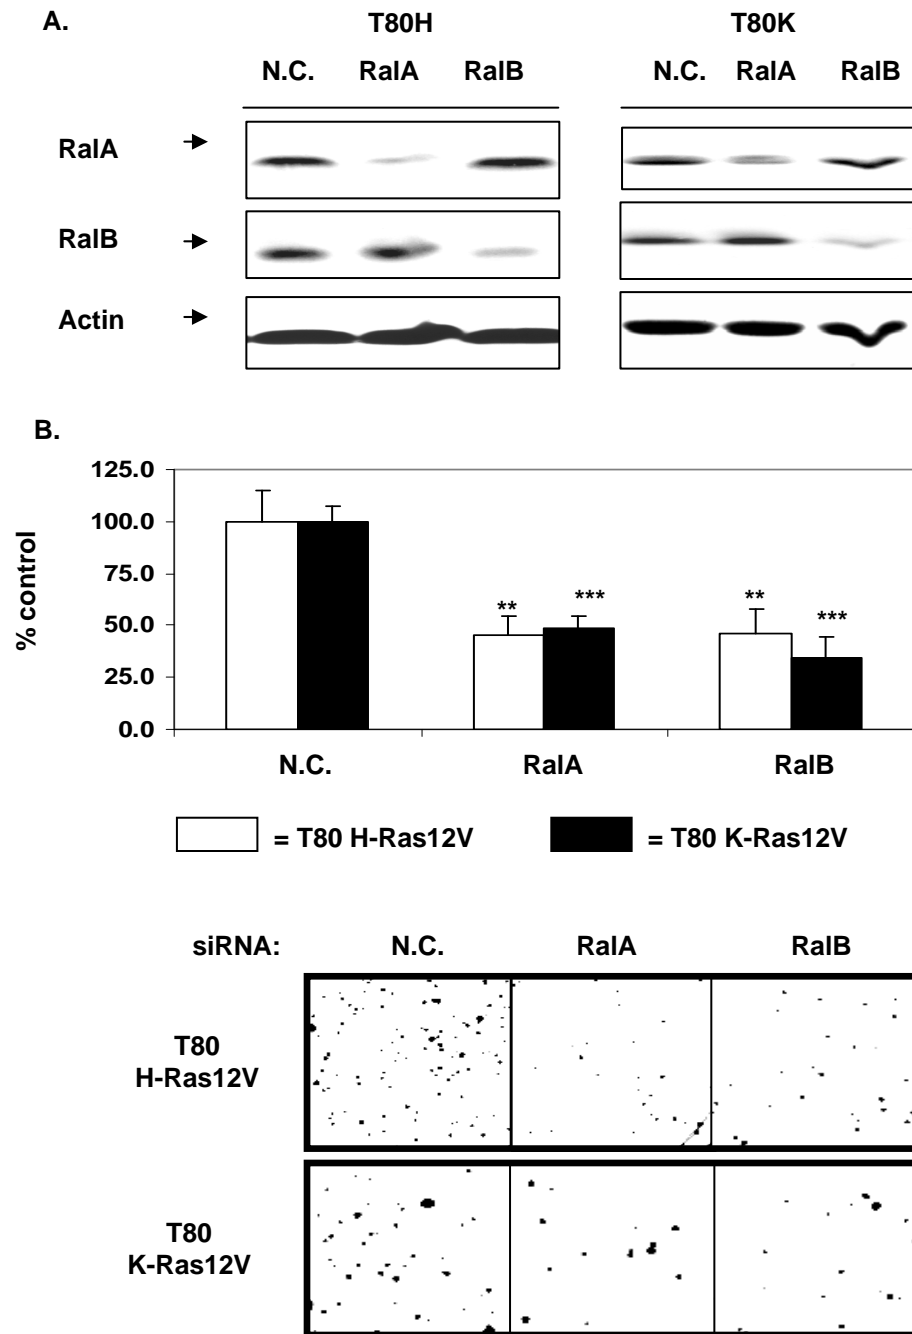 A.
T80H T80K
N.C. RalA RalB N.C. RalA RalB
RalA
RalB
Actin
B.
% control
125.0
100.0
75.0
50.0
25.0
0.0
** *** ** ***
N.C. RalA RalB
= T80 H-Ras12V = T80 K-Ras12V
siRNA: N.C. RalA RalB
T80
H-Ras12V
T80
K-Ras12V